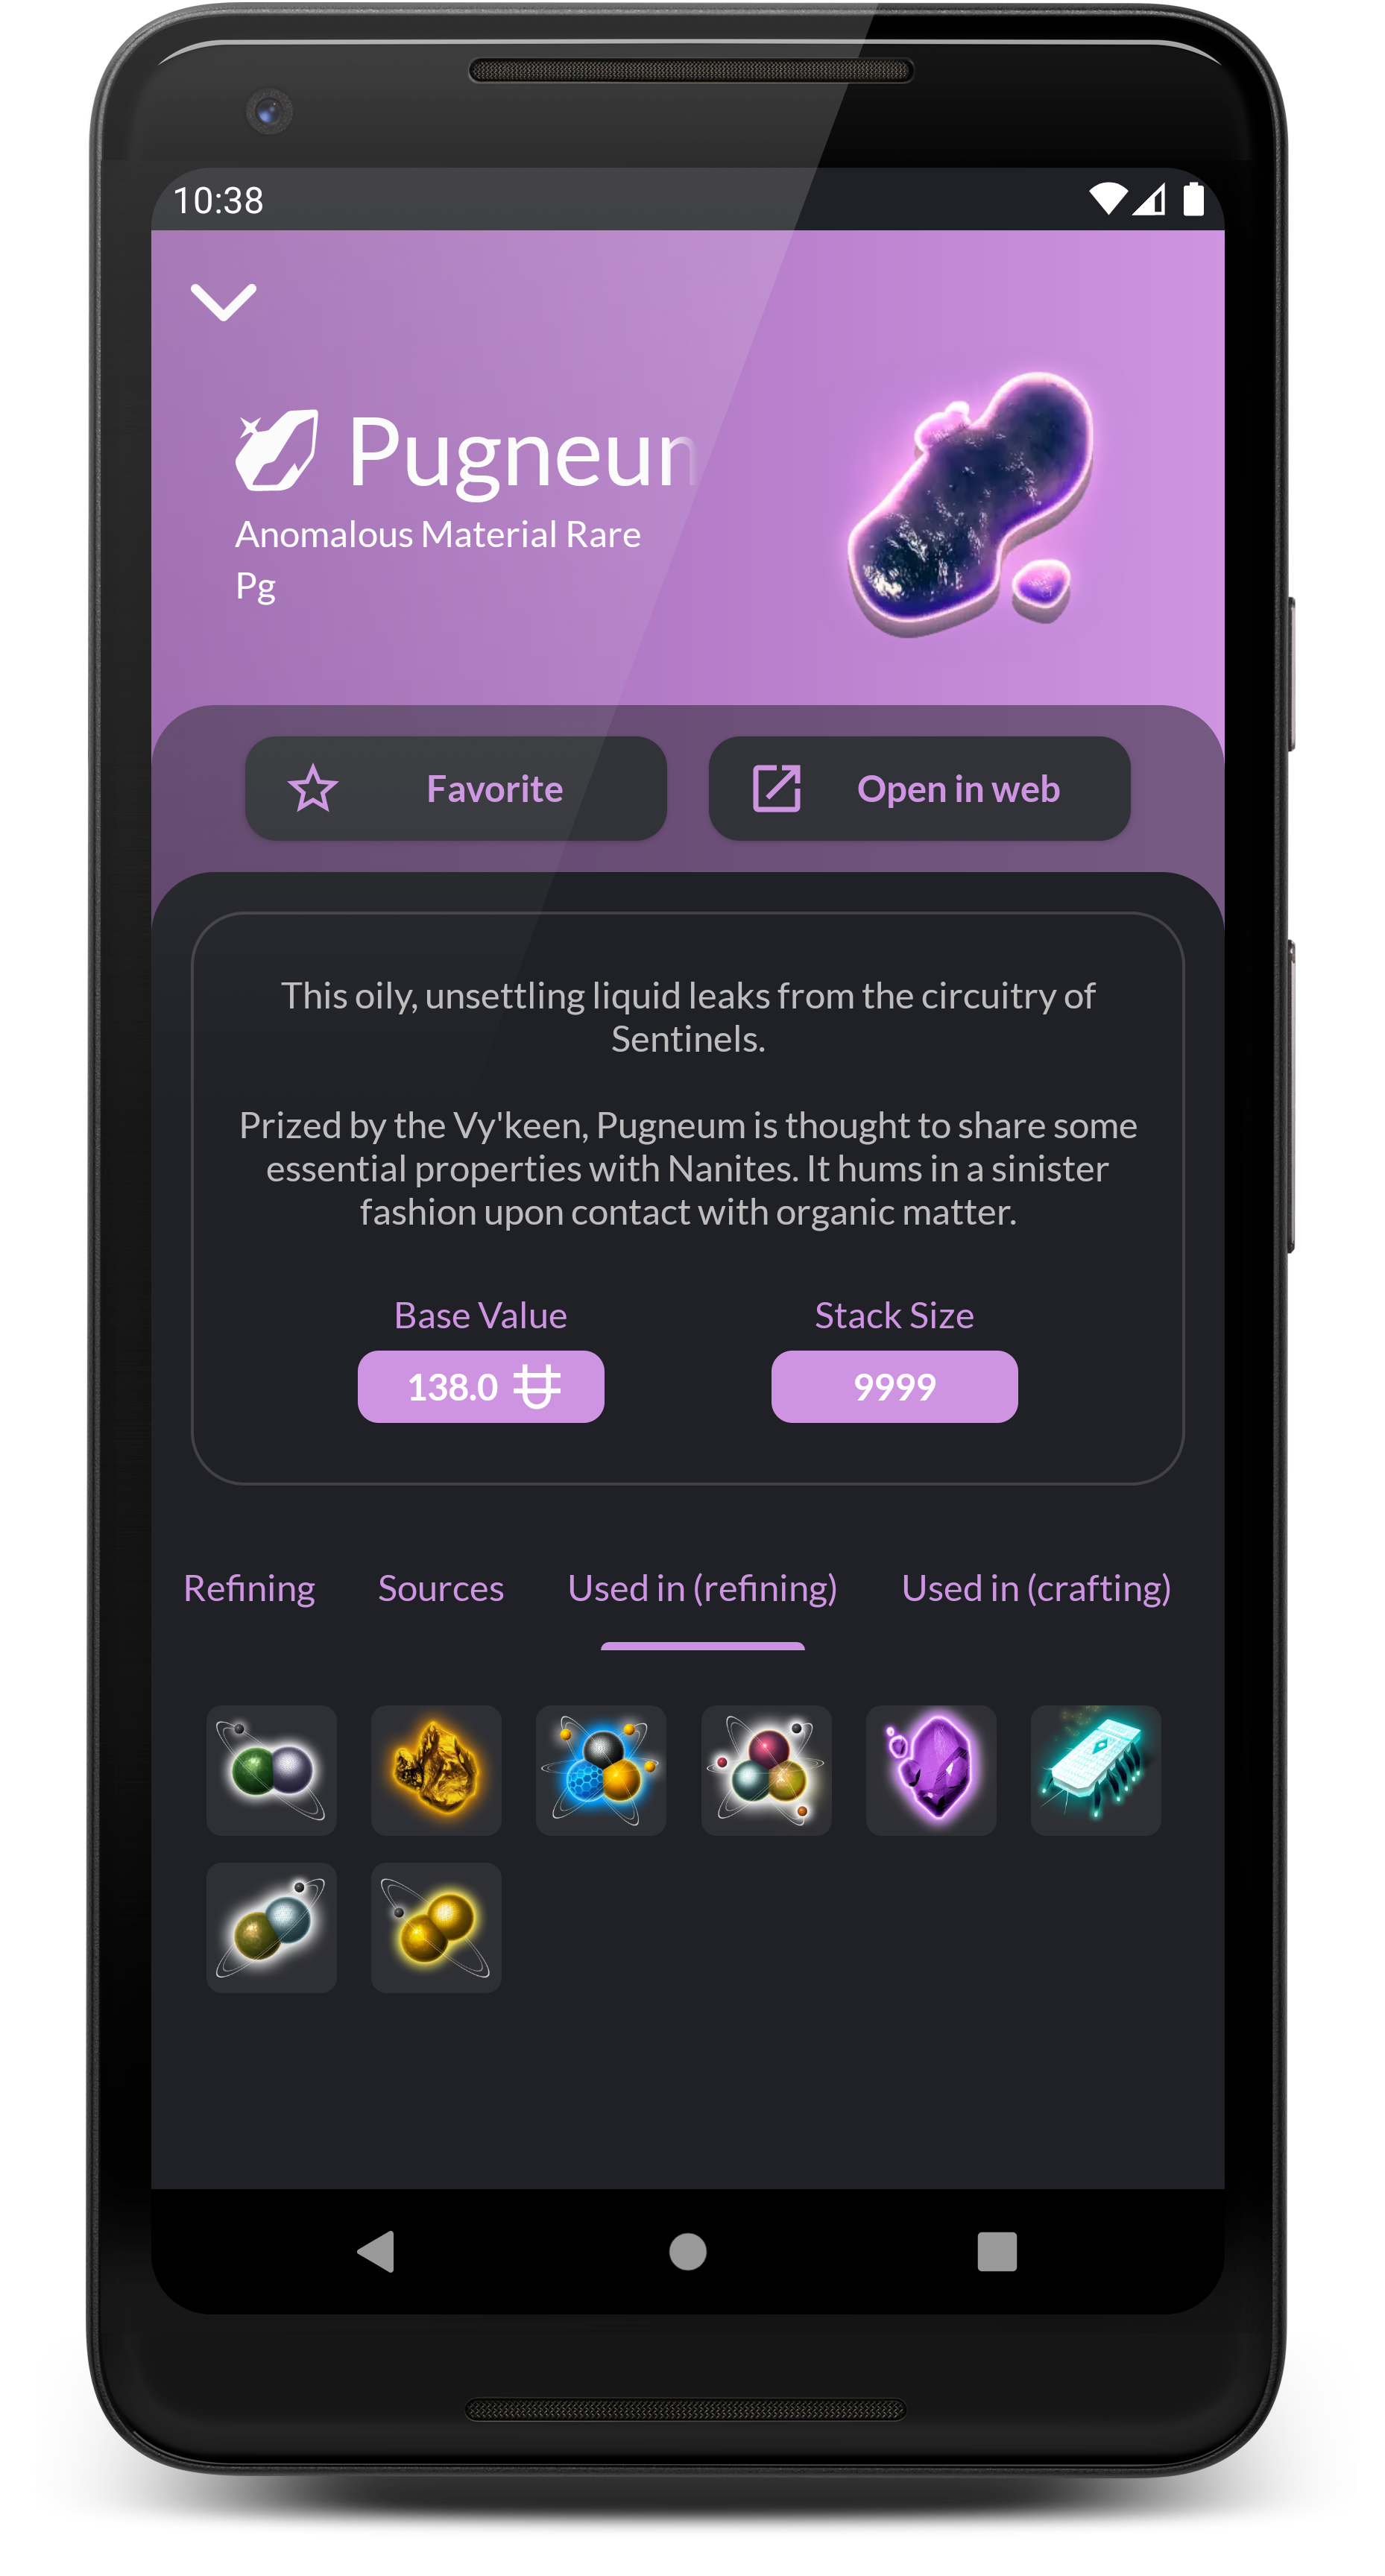 10:38
Pugneum
Anomalous Material Rare
Pg
Favorite
Open in web
This oily, unsettling liquid leaks from the circuitry of
Sentinels.
Prized by the Vy'keen, Pugneum is thought to share some
essential properties with Nanites. It hums in a sinister
fashion upon contact with organic matter.
Base Value
Stack Size
138.0
9999
Refining
Sources
Used in (refining)
Used in (crafting)